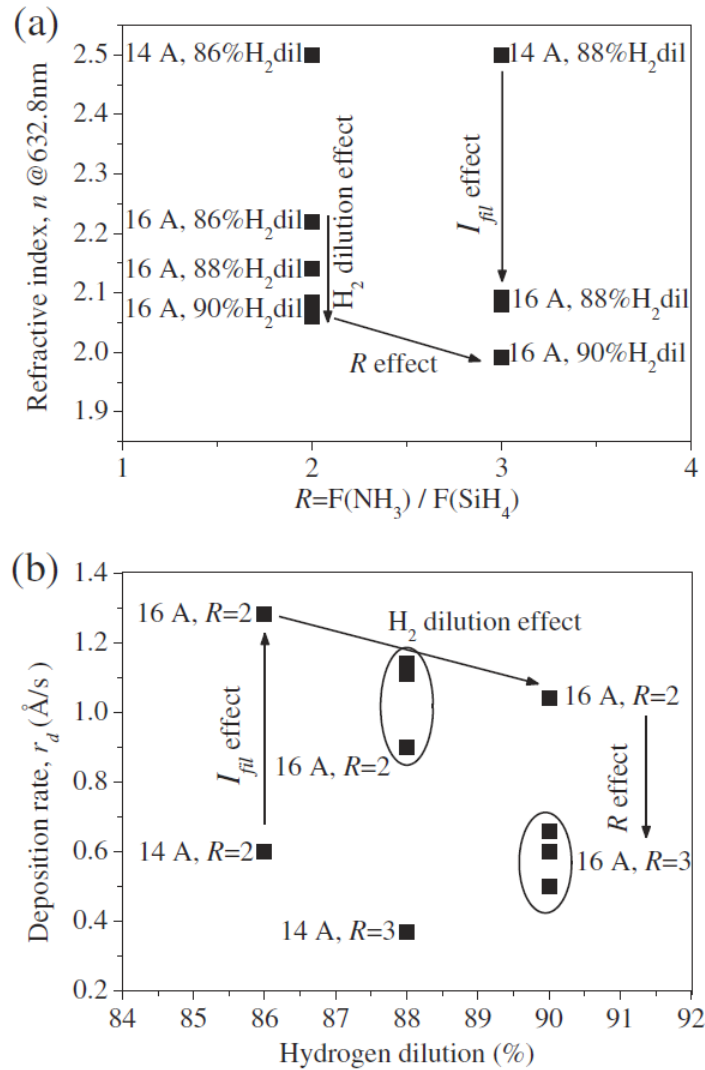 (a)
Refractive index, n @632.8nm
2.5
2.4
2.3
2.2
2.1
2.0
1.9
14 A, 86%H₂dil
14 A, 88%H₂dil
16 A, 86%H₂dil
16 A, 88%H₂dil
16 A, 90%H₂dil
H₂ dilution effect
I_fil effect
16 A, 88%H₂dil
R effect
16 A, 90%H₂dil
1 2 3 4
R=F(NH₃) / F(SiH₄)
(b)
Deposition rate, r_d (Å/s)
1.4
1.2
1.0
0.8
0.6
0.4
0.2
16 A, R=2
H₂ dilution effect
16 A, R=2
I_fil effect
16 A, R=2
R effect
14 A, R=2
16 A, R=3
14 A, R=3
84 85 86 87 88 89 90 91 92
Hydrogen dilution (%)